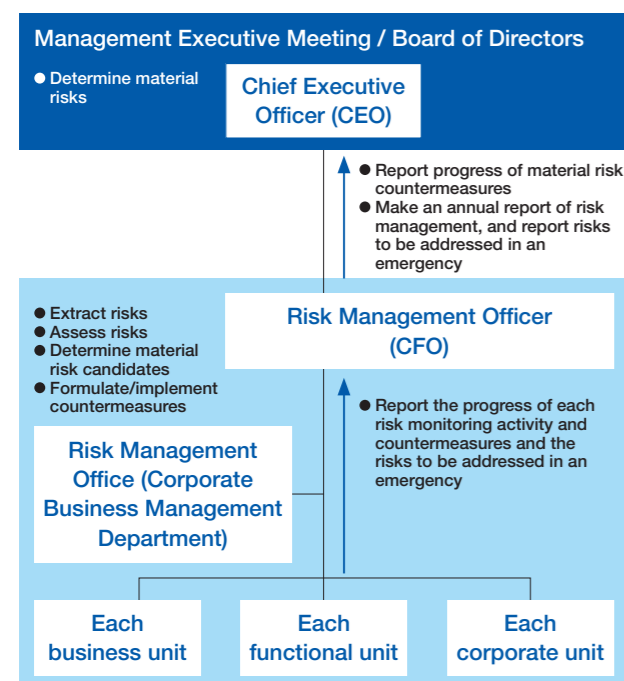 Management Executive Meeting / Board of Directors
● Determine material
risks
Chief Executive
Officer (CEO)
● Report progress of material risk
countermeasures
● Make an annual report of risk
management, and report risks
to be addressed in an
emergency
● Extract risks
● Assess risks
● Determine material
risk candidates
● Formulate/implement
countermeasures
Risk Management Officer
(CFO)
● Report the progress of each
risk monitoring activity and
countermeasures and the
risks to be addressed in an
emergency
Risk Management
Office (Corporate
Business Management
Department)
Each
business unit
Each
functional unit
Each
corporate unit